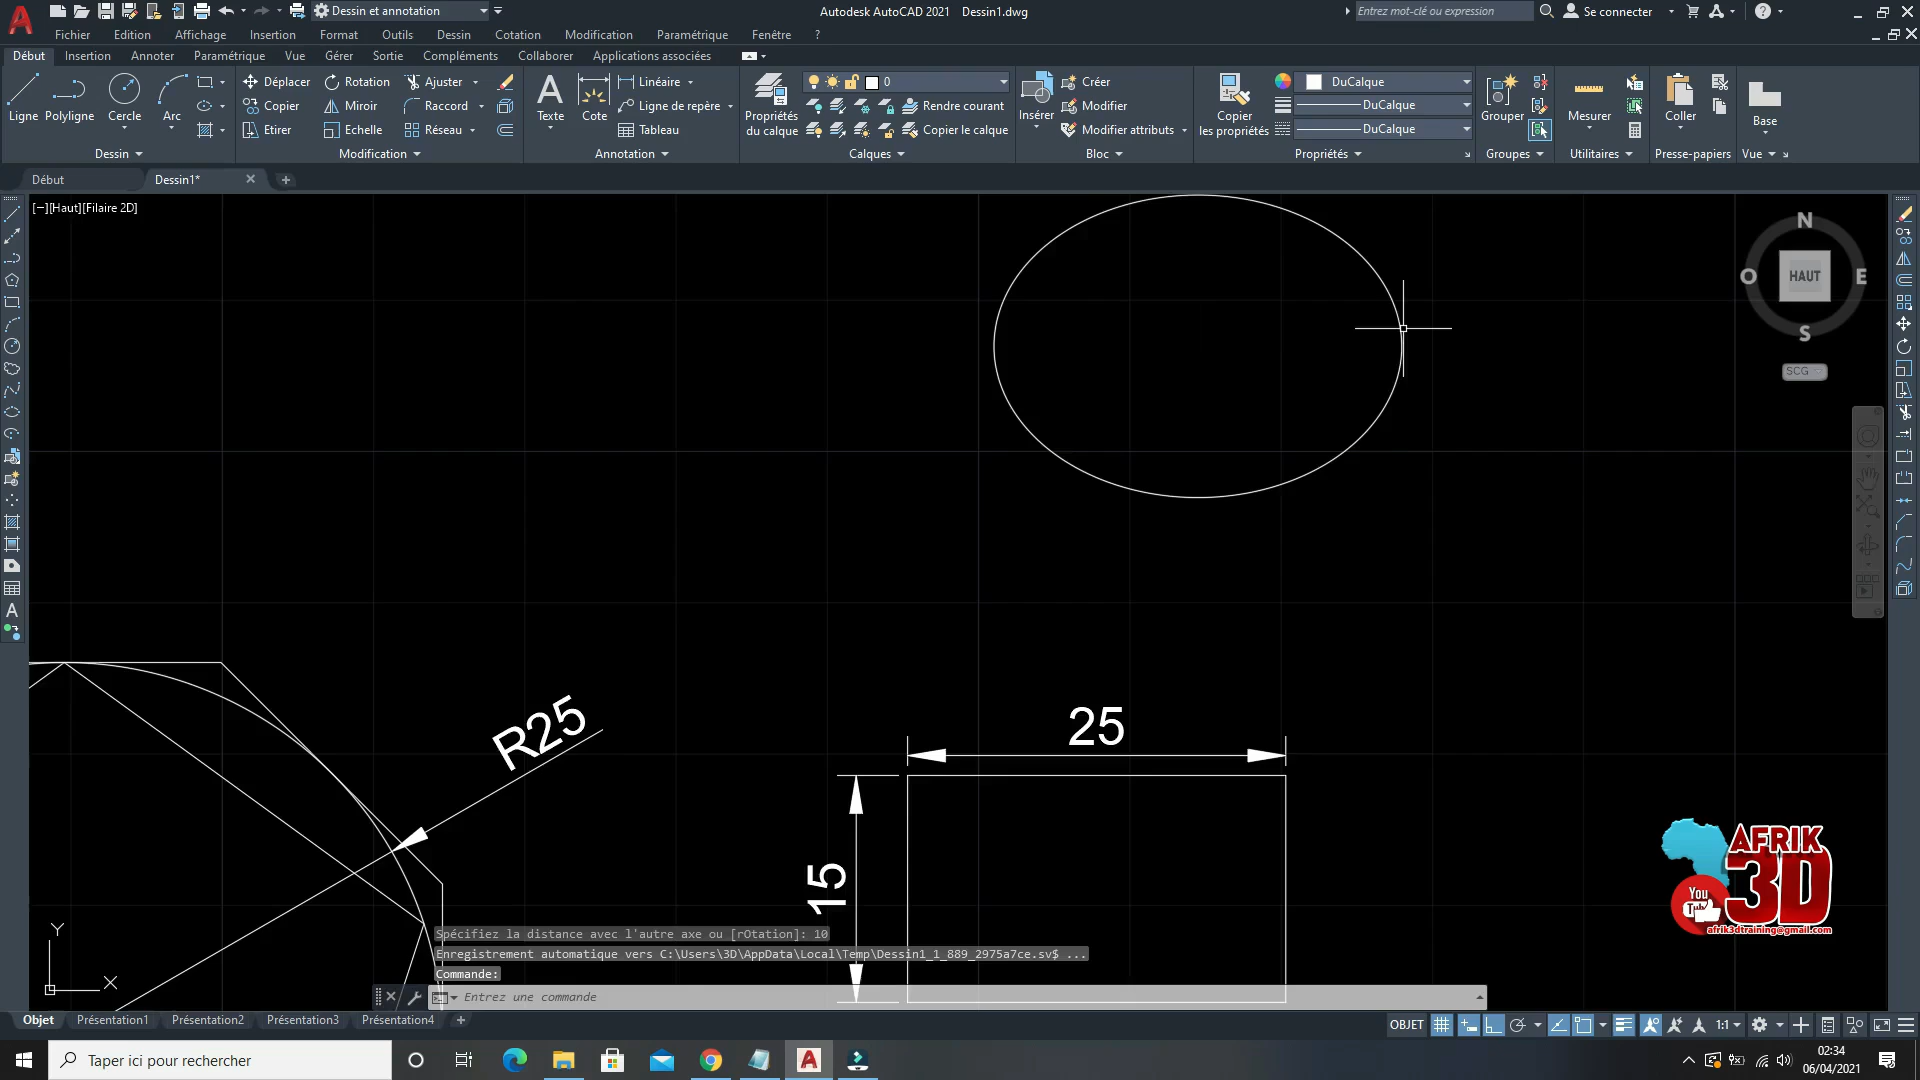 Dessin et annotation
Autodesk AutoCAD 2021 Dessin1.dwg
Entrez mot-clé ou expression
Se connecter
Fichier Edition Affichage Insertion Format Outils Dessin Cotation Modification Paramétrique Fenêtre ?
Début Insertion Annoter Paramétrique Vue Gérer Sortie Compléments Collaborer Applications associées
Ligne Polyligne Cercle Arc
Dessin
Déplacer Rotation Ajuster
Copier Miroir Raccord
Etirer Echelle Réseau
Modification
Texte Cote
Linéaire
Ligne de repère
Tableau
Annotation
Propriétés
du calque
0
Rendre courant
Copier le calque
Calques
Insérer
Créer
Modifier
Modifier attributs
Bloc
Copier
les propriétés
DuCalque
DuCalque
DuCalque
Propriétés
Grouper
Groupes
Mesurer
Utilitaires
Coller
Presse-papiers
Base
Vue
Début
Dessin1*
[−][Haut][Filaire 2D]
N
O HAUT E
S
SCG
R25
25
15
Y
X
AFRIK
3D
You
Tube
afrik3dtraining@gmail.com
Spécifiez la distance avec l'autre axe ou [rOtation]: 10
Enregistrement automatique vers C:\Users\3D\AppData\Local\Temp\Dessin1_1_889_2975a7ce.sv$ ...
Commande:
Entrez une commande
Objet Présentation1 Présentation2 Présentation3 Présentation4
OBJET
1:1
Taper ici pour rechercher
02:34
06/04/2021